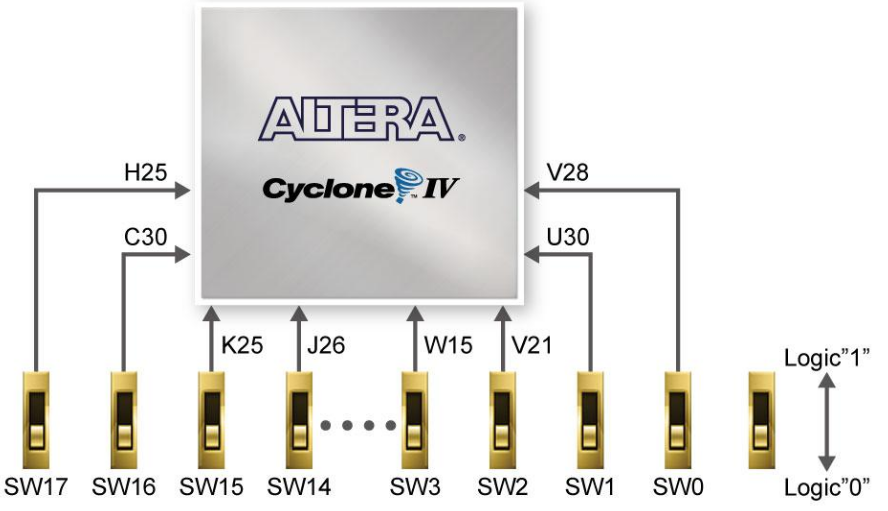 ALTERA.
Cyclone IV
H25
V28
C30
U30
K25
J26
W15
V21
Logic"1"
SW17
SW16
SW15
SW14
SW3
SW2
SW1
SW0
Logic"0"